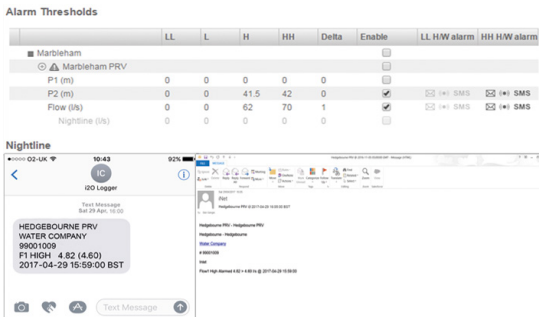 Alarm Thresholds
LL L H HH Delta Enable LL H/W alarm HH H/W alarm
Marbleham
Marbleham PRV
P1 (m) 0 0 0 0 0
P2 (m) 0 0 41.5 42 0 SMS SMS
Flow (l/s) 0 0 62 70 1 SMS SMS
Nightline (l/s) 0 0 0 0 0
Nightline
O2-UK 10:43 92%
IC
i2O Logger
Text Message
Sat 29 Apr, 16:00
HEDGEBOURNE PRV
WATER COMPANY
99001009
F1 HIGH 4.82 (4.60)
2017-04-29 15:59:00 BST
Text Message
iNet
Hedgebourne PRV - Hedgebourne PRV
Hedgebourne - Hedgebourne
Water Company
# 99001009
Flow1 High Alarmed 4.82 > 4.60 l/s @ 2017-04-29 15:59:00